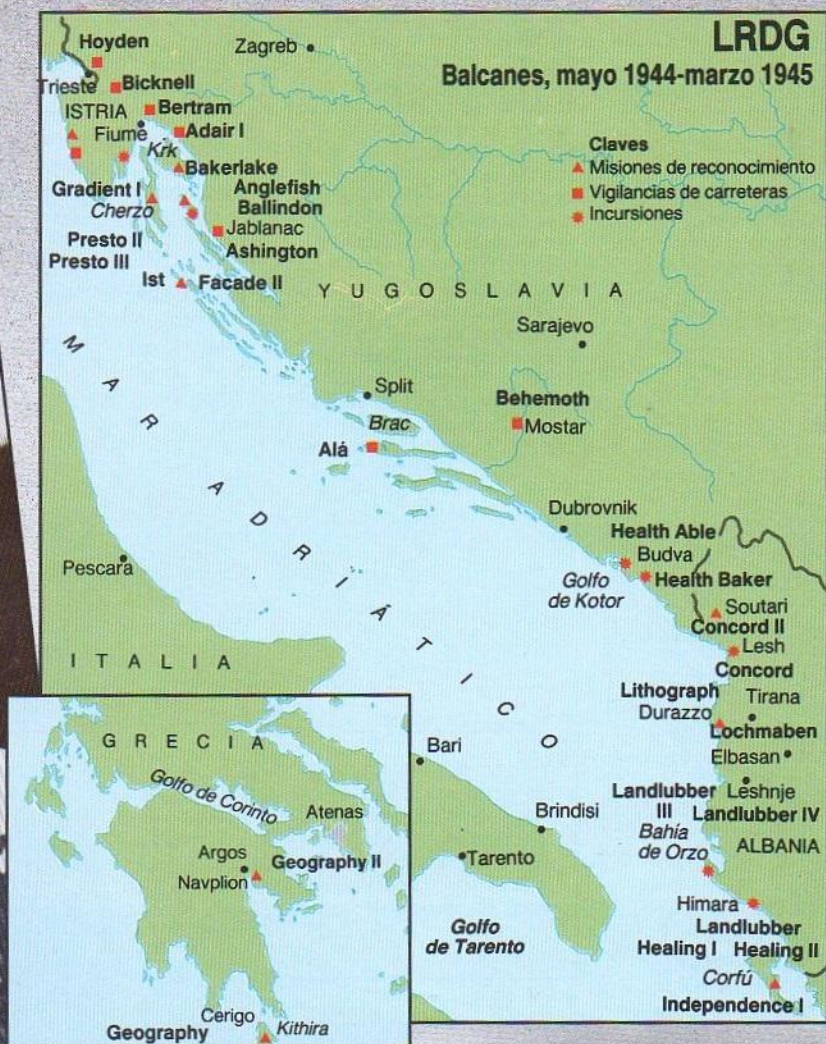 LRDG
Balcanes, mayo 1944-marzo 1945
Claves
Misiones de reconocimiento
Vigilancias de carreteras
Incursiones
Hoyden
Zagreb
Trieste
Bicknell
ISTRIA
Bertram
Fiume
Adair I
Krk
Bakerlake
Gradient I
Cherzo
Anglefish
Ballindon
Jablanac
Ashington
Presto II
Presto III
Ist
Facade II
YUGOSLAVIA
Sarajevo
MAR ADRIÁTICO
Split
Behemoth
Brac
Mostar
Alá
Dubrovnik
Pescara
Health Able
Budva
Golfo
de Kotor
Health Baker
Soutari
Concord II
Lesh
Concord
ITALIA
Lithograph
Tirana
Durazzo
Lochmaben
Bari
Elbasan
Landlubber
III
Leshnje
Landlubber IV
Brindisi
Bahía
de Orzo
ALBANIA
Tarento
Himara
Golfo
de Tarento
Landlubber
Healing I
Healing II
Corfú
Independence I
GRECIA
Golfo de Corinto
Atenas
Argos
Geography II
Navplion
Cerigo
Kithira
Geography